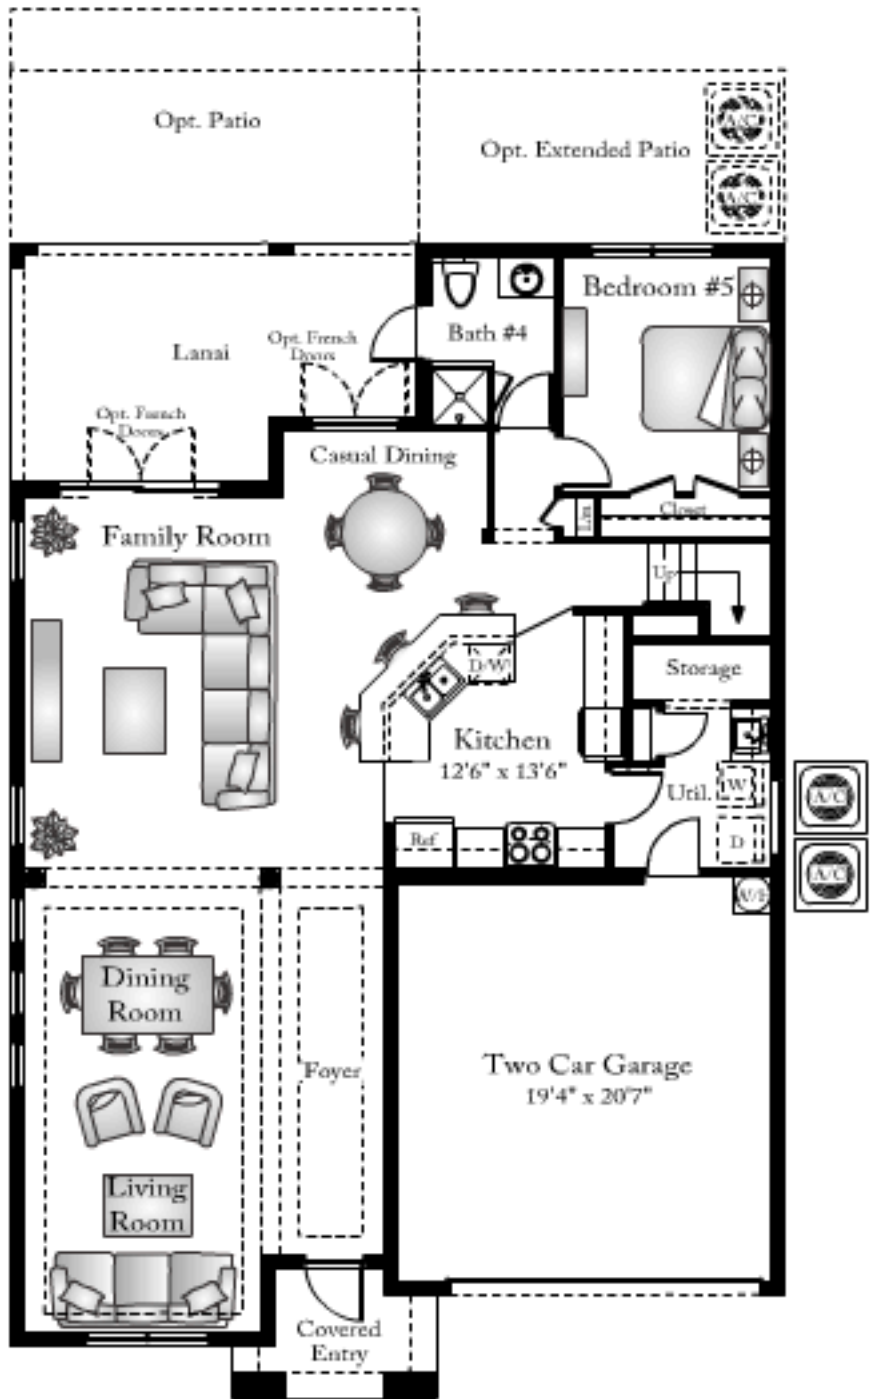 Opt. Patio
A/C
Opt. Extended Patio
A/C
Bedroom #5
Bath #4
Opt. French
Doors
Lanai
Opt. French
Doors
Casual Dining
Closet
Family Room
Up
D/W
Storage
Kitchen
12'6" x 13'6"
Util.
W
A/C
Ref
D
A/C
Dining
Room
Foyer
Two Car Garage
19'4" x 20'7"
Living
Room
Covered
Entry